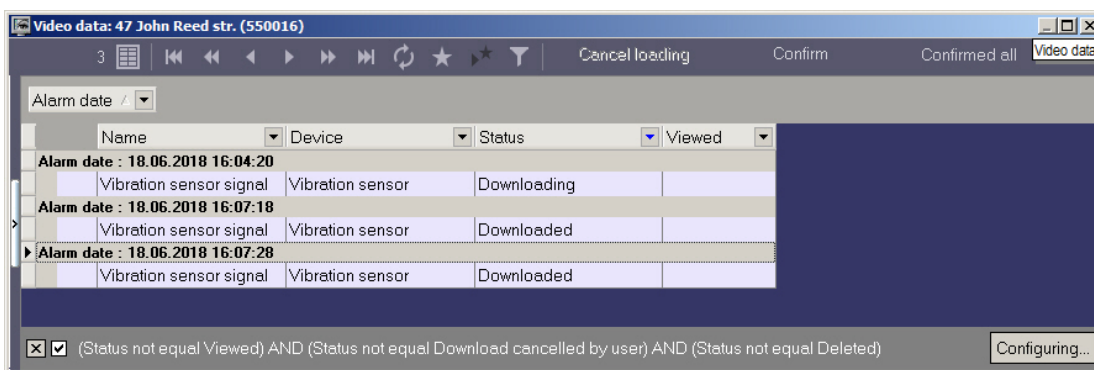 Video data: 47 John Reed str. (550016)
3 Cancel loading Confirm Confirmed all Video data
Alarm date
Name Device Status Viewed
Alarm date : 18.06.2018 16:04:20
Vibration sensor signal Vibration sensor Downloading
Alarm date : 18.06.2018 16:07:18
Vibration sensor signal Vibration sensor Downloaded
Alarm date : 18.06.2018 16:07:28
Vibration sensor signal Vibration sensor Downloaded
(Status not equal Viewed) AND (Status not equal Download cancelled by user) AND (Status not equal Deleted) Configuring...